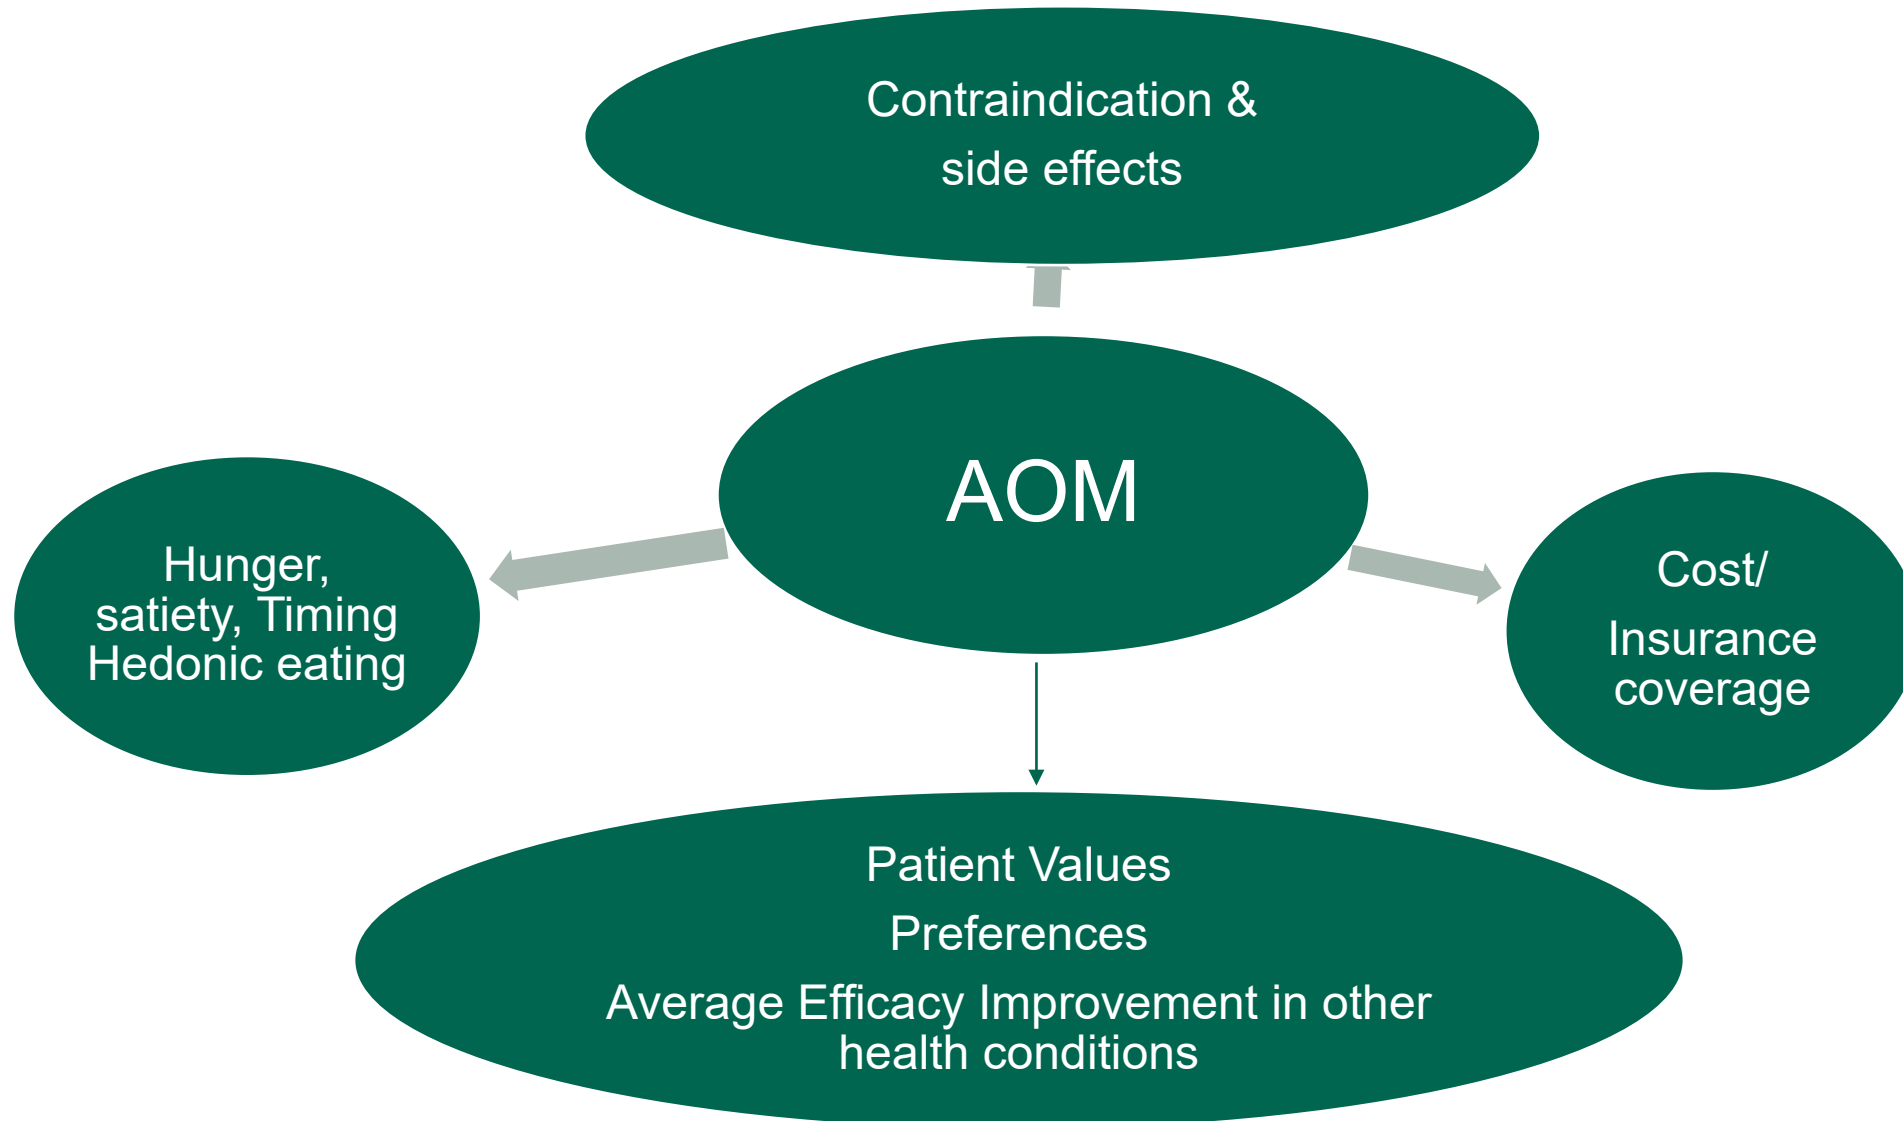 Contraindication &
side effects
AOM
Hunger,
satiety, Timing
Hedonic eating
Cost/
Insurance
coverage
Patient Values
Preferences
Average Efficacy Improvement in other
health conditions